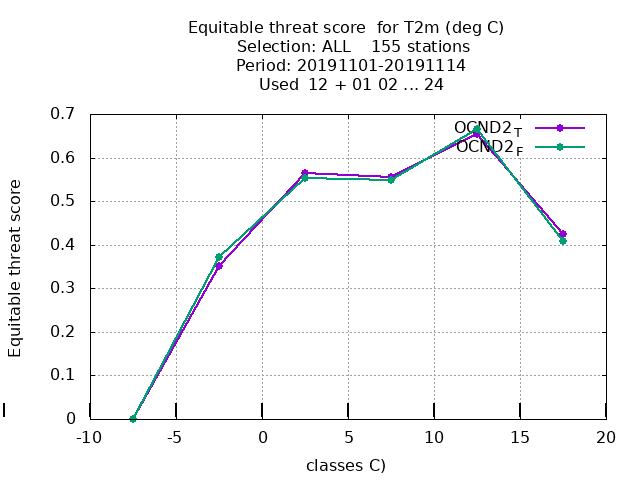 Equitable threat score for T2m (deg C)
Selection: ALL 155 stations
Period: 20191101-20191114
Used 12 + 01 02 ... 24
OCND2T
OCND2F
Equitable threat score
0.7
0.6
0.5
0.4
0.3
0.2
0.1
0
-10 -5 0 5 10 15 20
classes C)